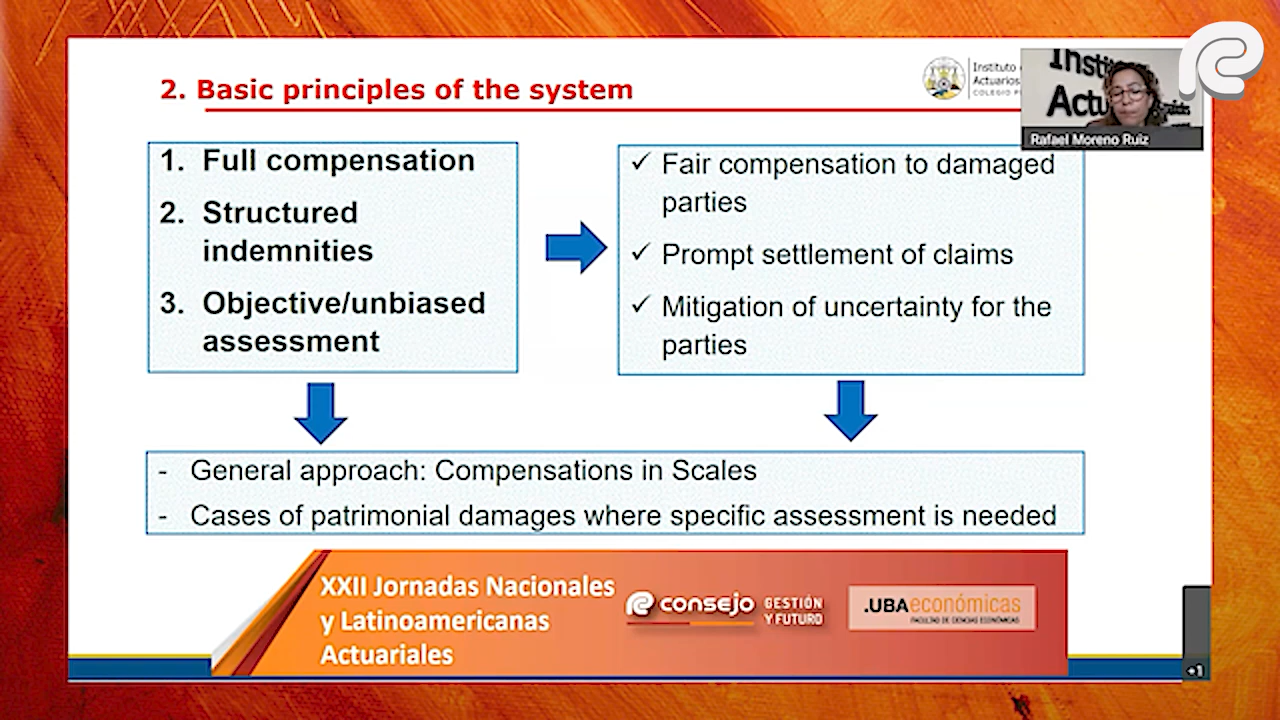 2. Basic principles of the system
Instituto
Actuarios
COLEGIO
Inst
Actu
Rafael Moreno Ruiz
1. Full compensation
2. Structured
indemnities
3. Objective/unbiased
assessment
✓ Fair compensation to damaged
parties
✓ Prompt settlement of claims
✓ Mitigation of uncertainty for the
parties
- General approach: Compensations in Scales
- Cases of patrimonial damages where specific assessment is needed
XXII Jornadas Nacionales
y Latinoamericanas
Actuariales
consejo
GESTIÓN
Y FUTURO
.UBAeconómicas
FACULTAD DE CIENCIAS ECONÓMICAS
+1